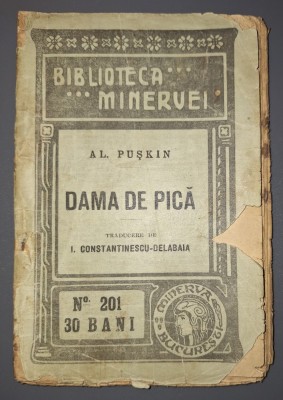 BIBLIOTECA
MINERVEI
AL. PUŞKIN
DAMA DE PICĂ
TRADUCERE DE
I. CONSTANTINESCU-DELABAIA
No. 201
30 BANI
MINERVA
BUCUREŞTI